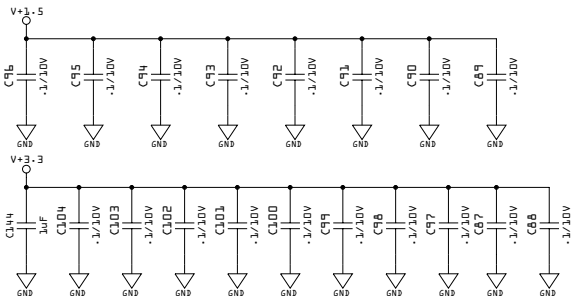 V+1.5
C96 .1/10V
C95 .1/10V
C94 .1/10V
C93 .1/10V
C92 .1/10V
C91 .1/10V
C90 .1/10V
C89 .1/10V
GND GND GND GND GND GND GND GND
V+3.3
C144 1uF
C104 .1/10V
C103 .1/10V
C102 .1/10V
C101 .1/10V
C100 .1/10V
C99 .1/10V
C98 .1/10V
C97 .1/10V
C87 .1/10V
C88 .1/10V
GND GND GND GND GND GND GND GND GND GND GND